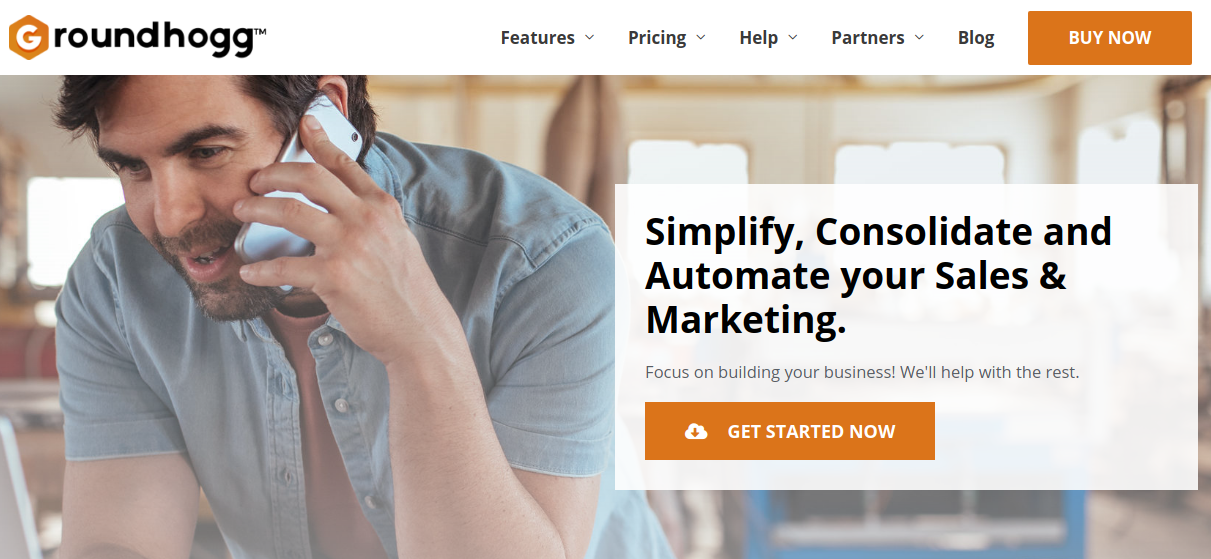 Groundhogg™
Features
Pricing
Help
Partners
Blog
BUY NOW
Simplify, Consolidate and
Automate your Sales &
Marketing.
Focus on building your business! We'll help with the rest.
GET STARTED NOW